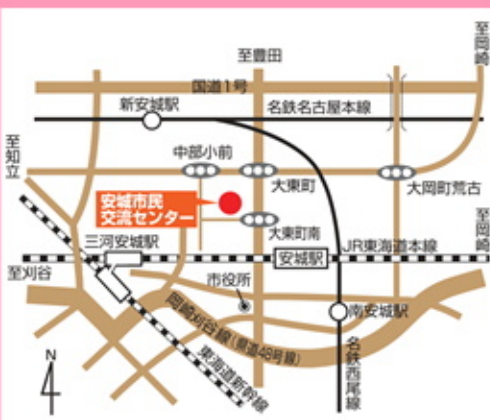 至豊田
至岡崎
国道1号
新安城駅
名鉄名古屋本線
至知立
中部小前
大東町
大岡町荒古
安城市民
交流センター
大東町南
至岡崎
三河安城駅
安城駅
JR東海道本線
至刈谷
市役所
岡崎刈谷線(県道48号線)
南安城駅
東海道新幹線
名鉄西尾線
N
4